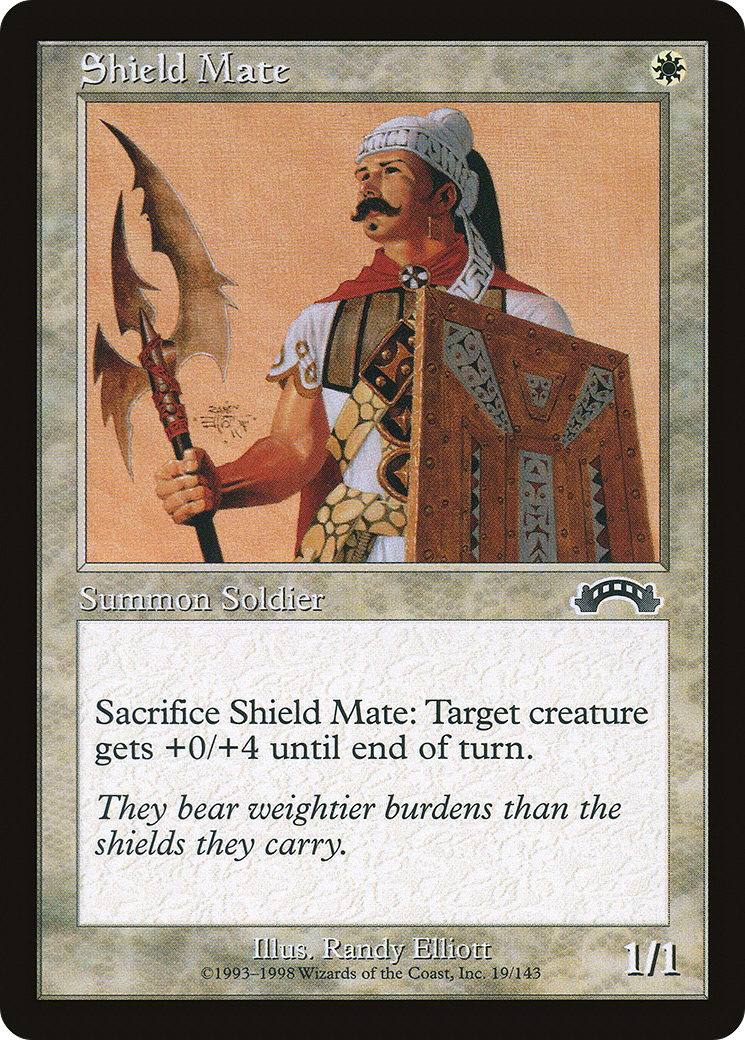 Shield Mate
Summon Soldier
Sacrifice Shield Mate: Target creature
gets +0/+4 until end of turn.
They bear weightier burdens than the
shields they carry.
Illus. Randy Elliott
©1993–1998 Wizards of the Coast, Inc. 19/143
1/1